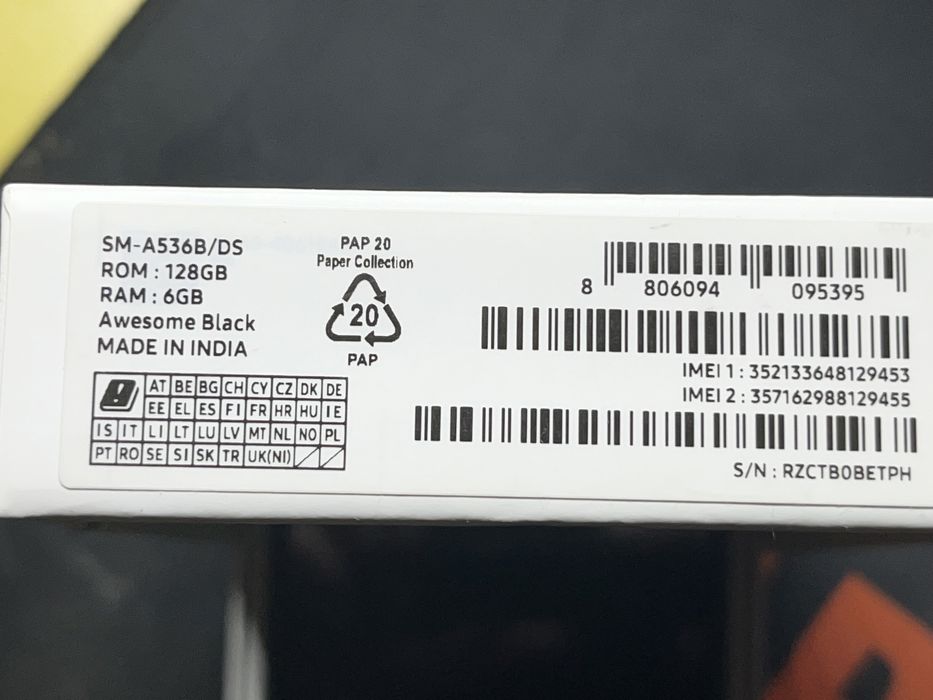 SM-A536B/DS
ROM : 128GB
RAM : 6GB
Awesome Black
MADE IN INDIA
PAP 20
Paper Collection
20
PAP
8 806094 095395
IMEI 1 : 352133648129453
IMEI 2 : 357162988129455
S/N : RZCTB0BETPH
AT BE BG CH CY CZ DK DE
EE EL ES FI FR HR HU IE
IS IT LI LT LU LV MT NL NO PL
PT RO SE SI SK TR UK(NI)